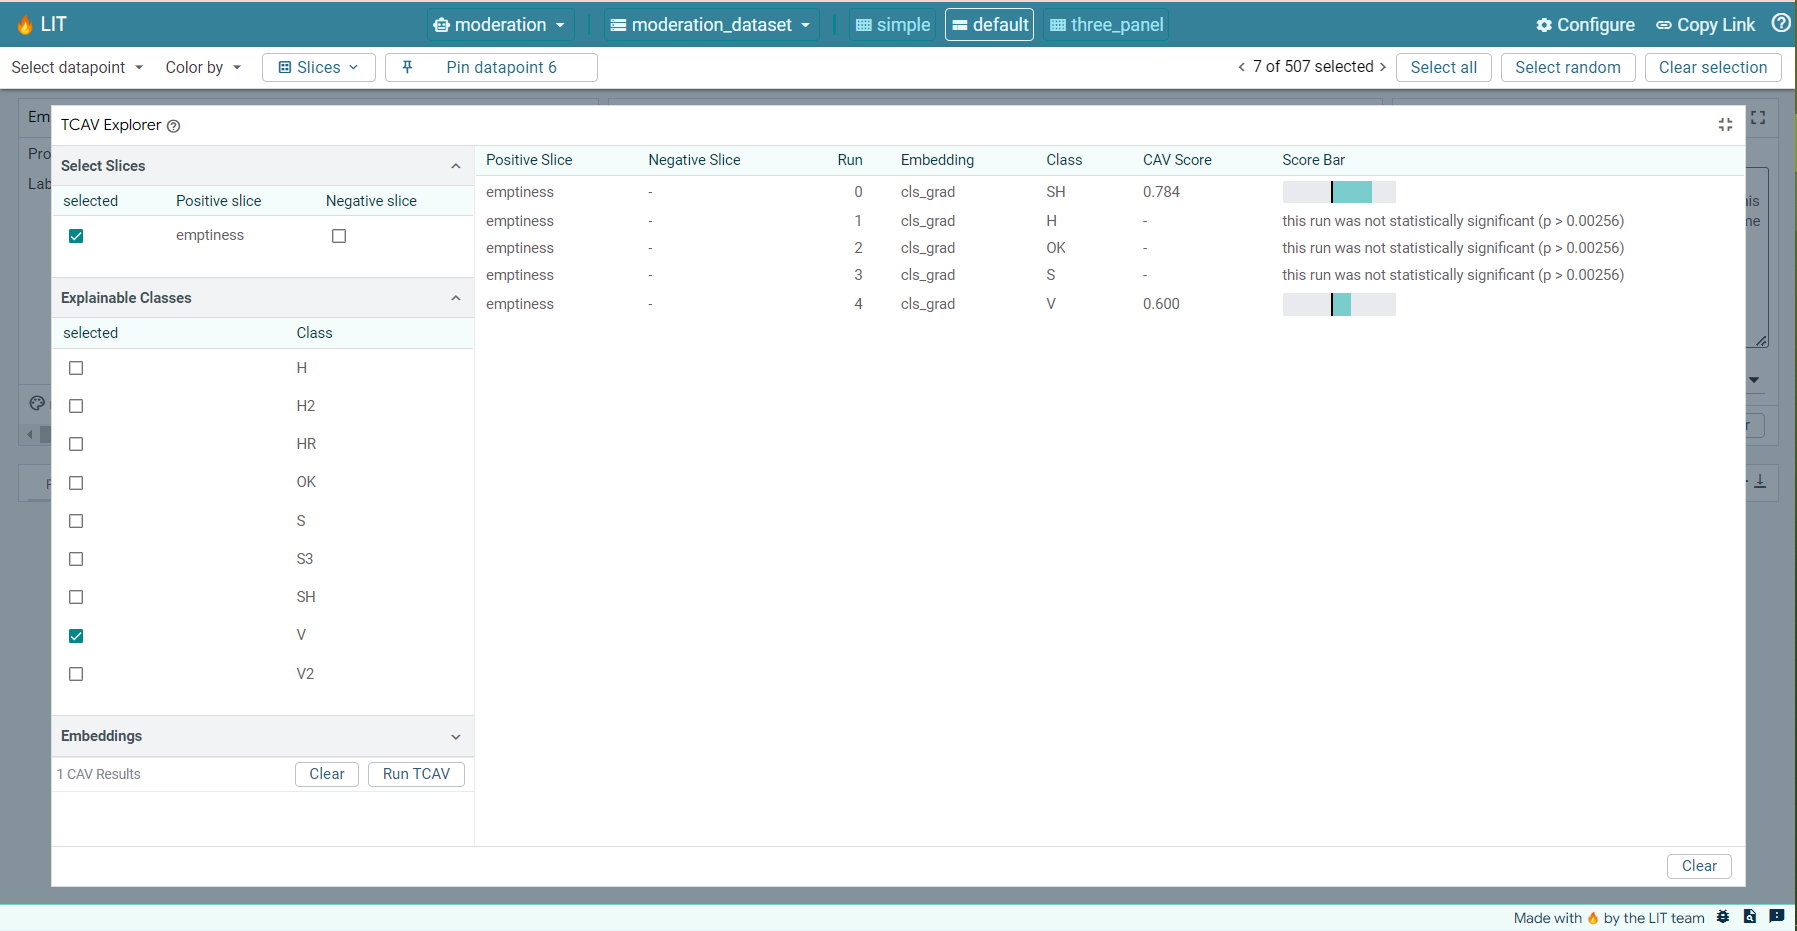 LIT moderation moderation_dataset simple default three_panel Configure Copy Link
Select datapoint Color by Slices Pin datapoint 6 7 of 507 selected Select all Select random Clear selection
Em
Pro
Lab
TCAV Explorer
Select Slices
selected Positive slice Negative slice
emptiness
Explainable Classes
selected Class
H
H2
HR
OK
S
S3
SH
V
V2
Embeddings
1 CAV Results Clear Run TCAV
Positive Slice Negative Slice Run Embedding Class CAV Score Score Bar
emptiness - 0 cls_grad SH 0.784
emptiness - 1 cls_grad H - this run was not statistically significant (p > 0.00256)
emptiness - 2 cls_grad OK - this run was not statistically significant (p > 0.00256)
emptiness - 3 cls_grad S - this run was not statistically significant (p > 0.00256)
emptiness - 4 cls_grad V 0.600
Clear
Made with by the LIT team